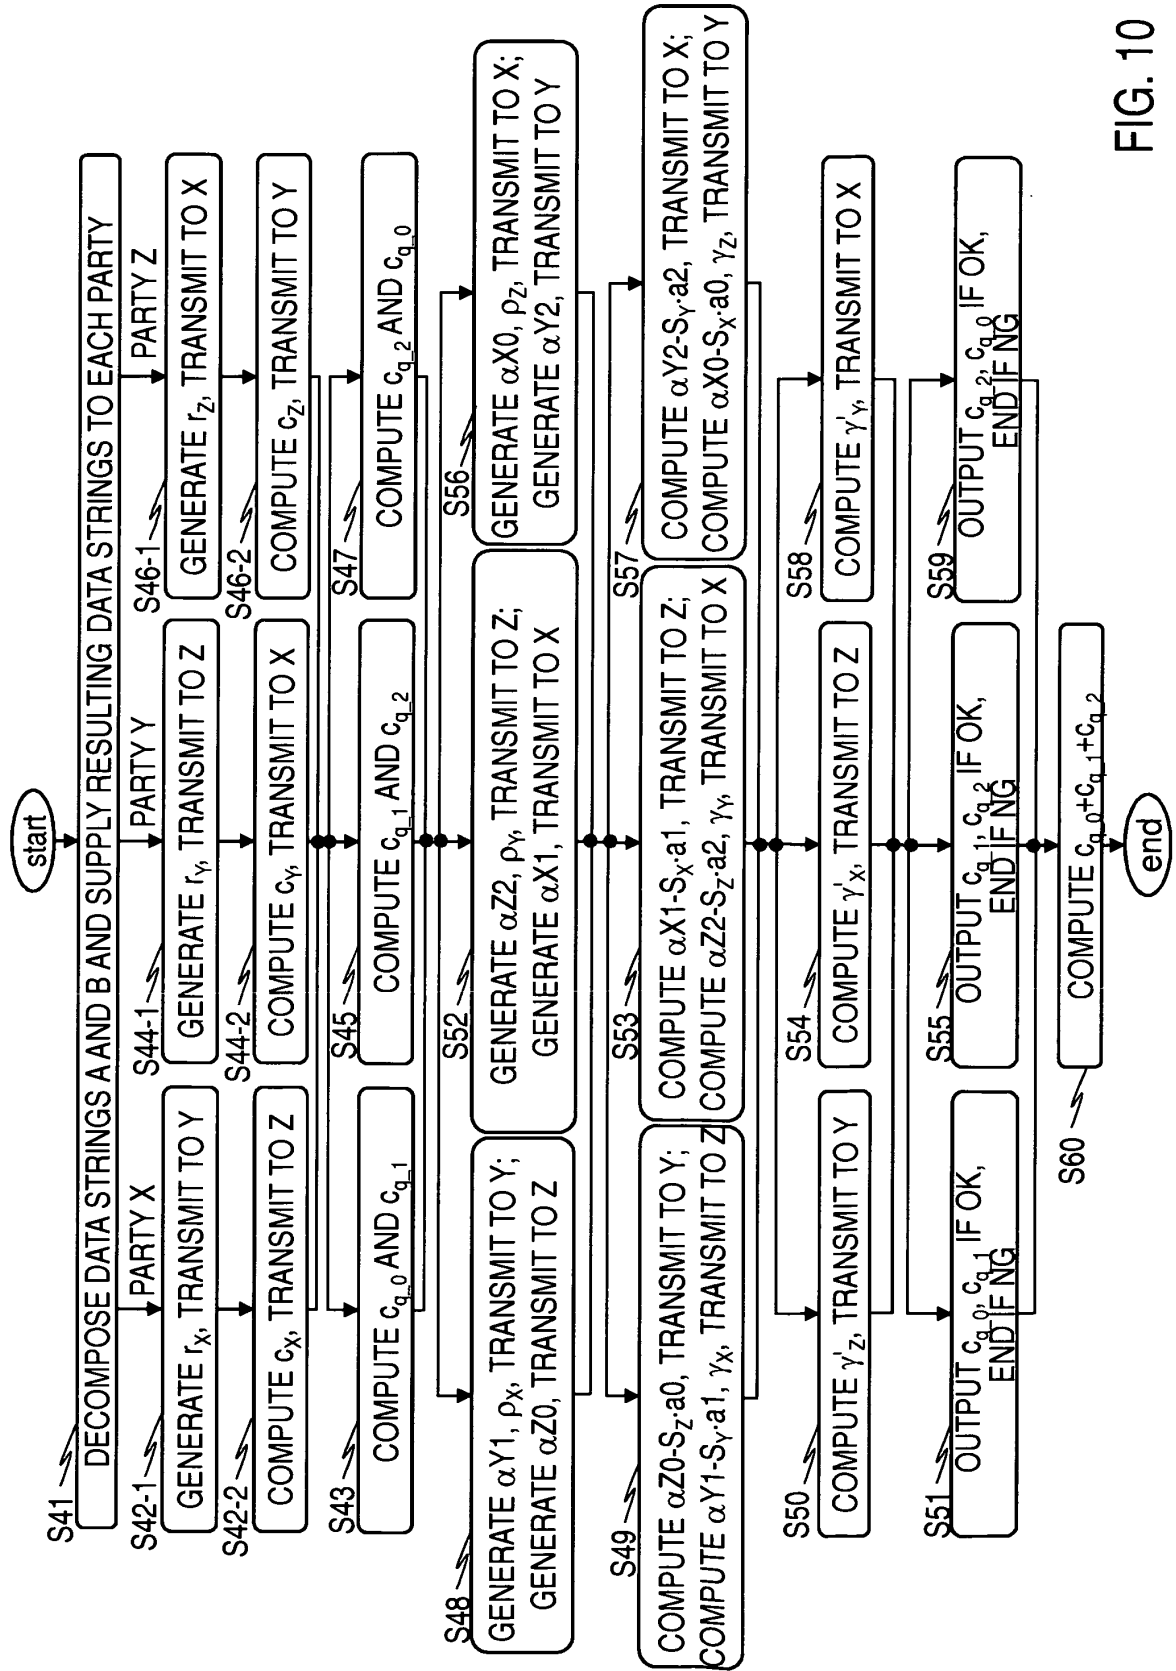 start
S41
DECOMPOSE DATA STRINGS A AND B AND SUPPLY RESULTING DATA STRINGS TO EACH PARTY
PARTY X
PARTY Y
PARTY Z
S42-1
GENERATE r_X, TRANSMIT TO Y
S44-1
GENERATE r_Y, TRANSMIT TO Z
S46-1
GENERATE r_Z, TRANSMIT TO X
S42-2
COMPUTE c_X, TRANSMIT TO Z
S44-2
COMPUTE c_Y, TRANSMIT TO X
S46-2
COMPUTE c_Z, TRANSMIT TO Y
S43
COMPUTE c_q_0 AND c_q_1
S45
COMPUTE c_q_1 AND c_q_2
S47
COMPUTE c_q_2 AND c_q_0
S48
GENERATE αY1, ρ_X, TRANSMIT TO Y;
GENERATE αZ0, TRANSMIT TO Z
S52
GENERATE αZ2, ρ_Y, TRANSMIT TO Z;
GENERATE αX1, TRANSMIT TO X
S56
GENERATE αX0, ρ_Z, TRANSMIT TO X;
GENERATE αY2, TRANSMIT TO Y
S49
COMPUTE αZ0-S_Z·a0, TRANSMIT TO Y;
COMPUTE αY1-S_Y·a1, γ_X, TRANSMIT TO Z
S53
COMPUTE αX1-S_X·a1, TRANSMIT TO Z;
COMPUTE αZ2-S_Z·a2, γ_Y, TRANSMIT TO X
S57
COMPUTE αY2-S_Y·a2, TRANSMIT TO X;
COMPUTE αX0-S_X·a0, γ_Z, TRANSMIT TO Y
S50
COMPUTE γ'_Z, TRANSMIT TO Y
S54
COMPUTE γ'_X, TRANSMIT TO Z
S58
COMPUTE γ'_Y, TRANSMIT TO X
S51
OUTPUT c_q_0, c_q_1 IF OK,
END IF NG
S55
OUTPUT c_q_1, c_q_2 IF OK,
END IF NG
S59
OUTPUT c_q_2, c_q_0 IF OK,
END IF NG
S60
COMPUTE c_q_0+c_q_1+c_q_2
end
FIG. 10